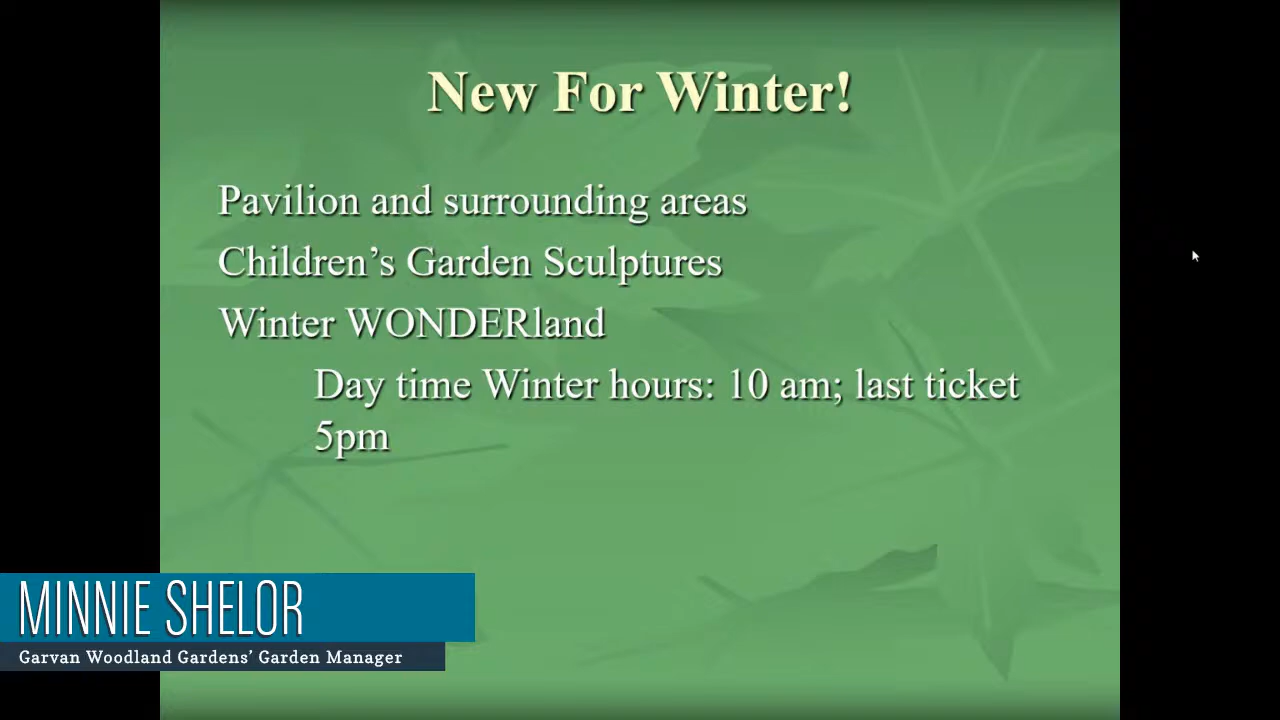 New For Winter!
Pavilion and surrounding areas
Children’s Garden Sculptures
Winter WONDERland
Day time Winter hours: 10 am; last ticket
5pm
MINNIE SHELOR
Garvan Woodland Gardens’ Garden Manager